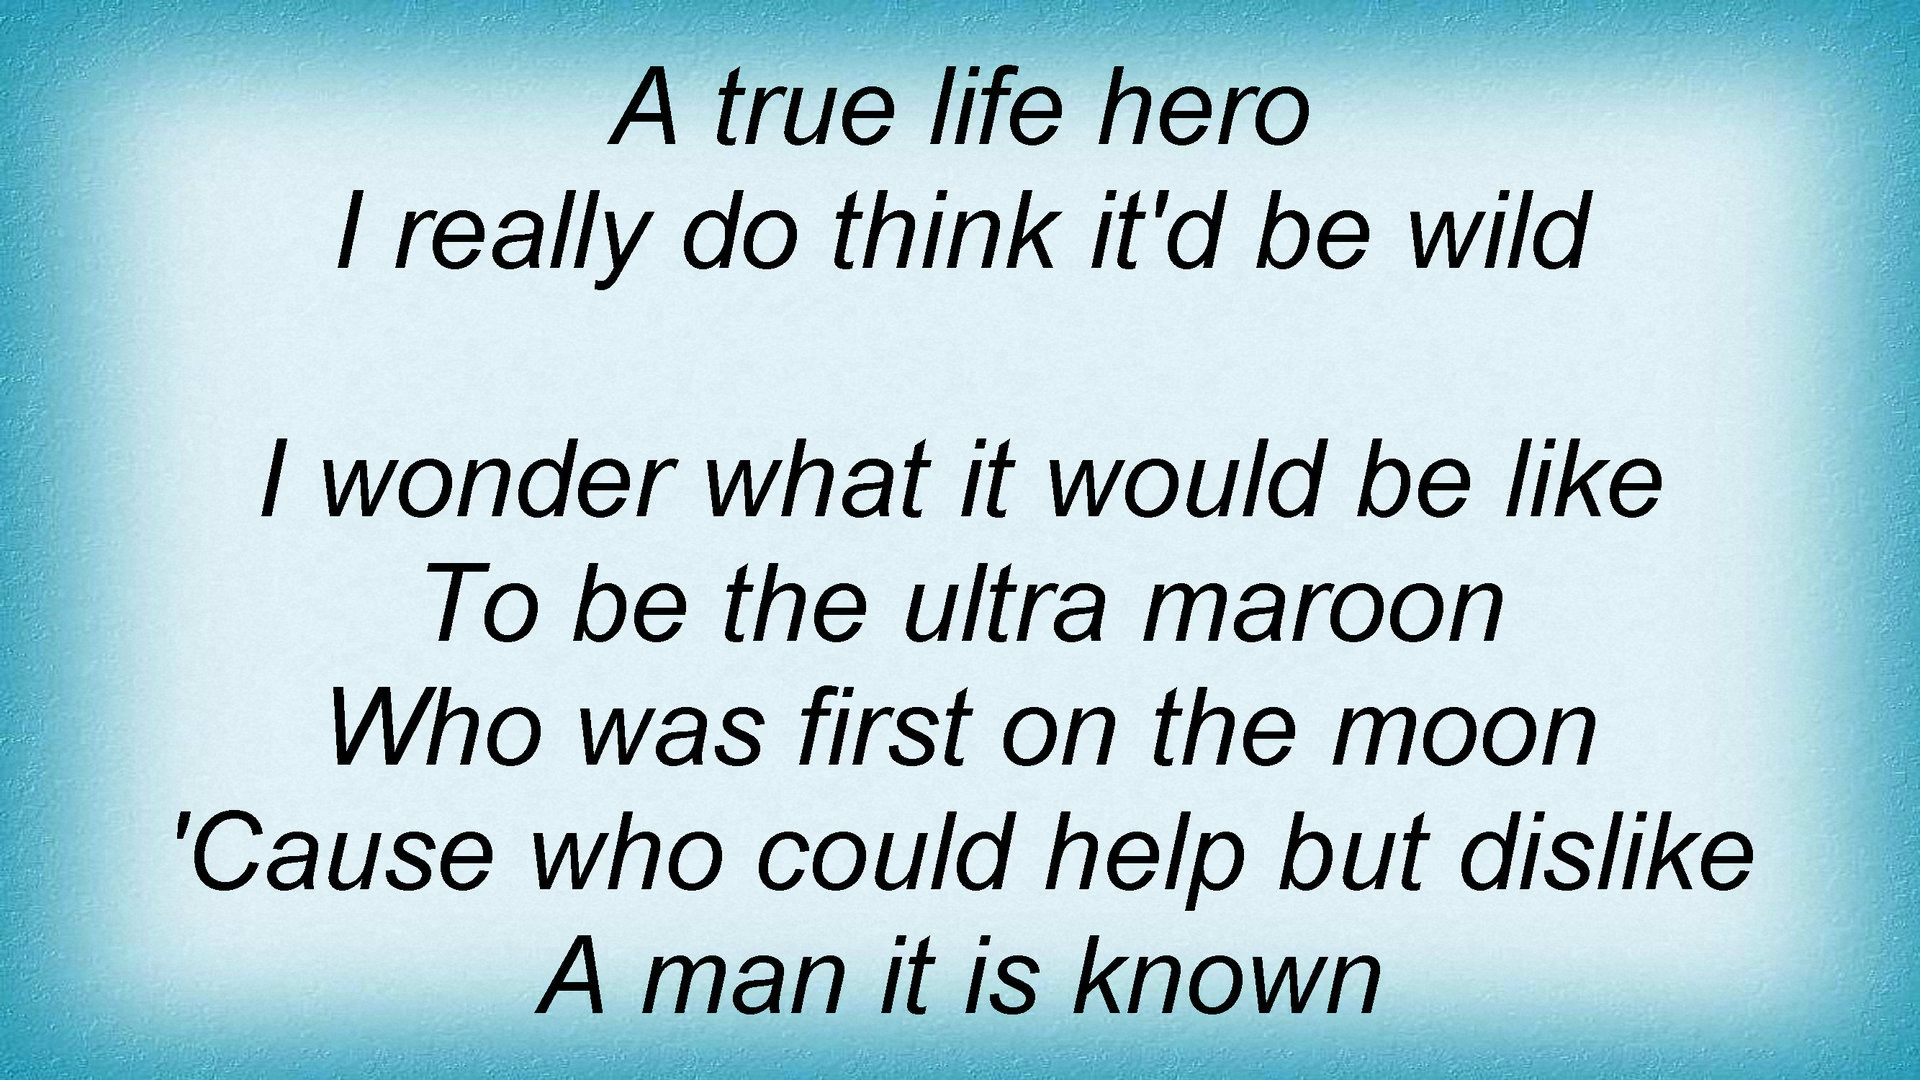 A true life hero
I really do think it'd be wild
I wonder what it would be like
To be the ultra maroon
Who was first on the moon
'Cause who could help but dislike
A man it is known